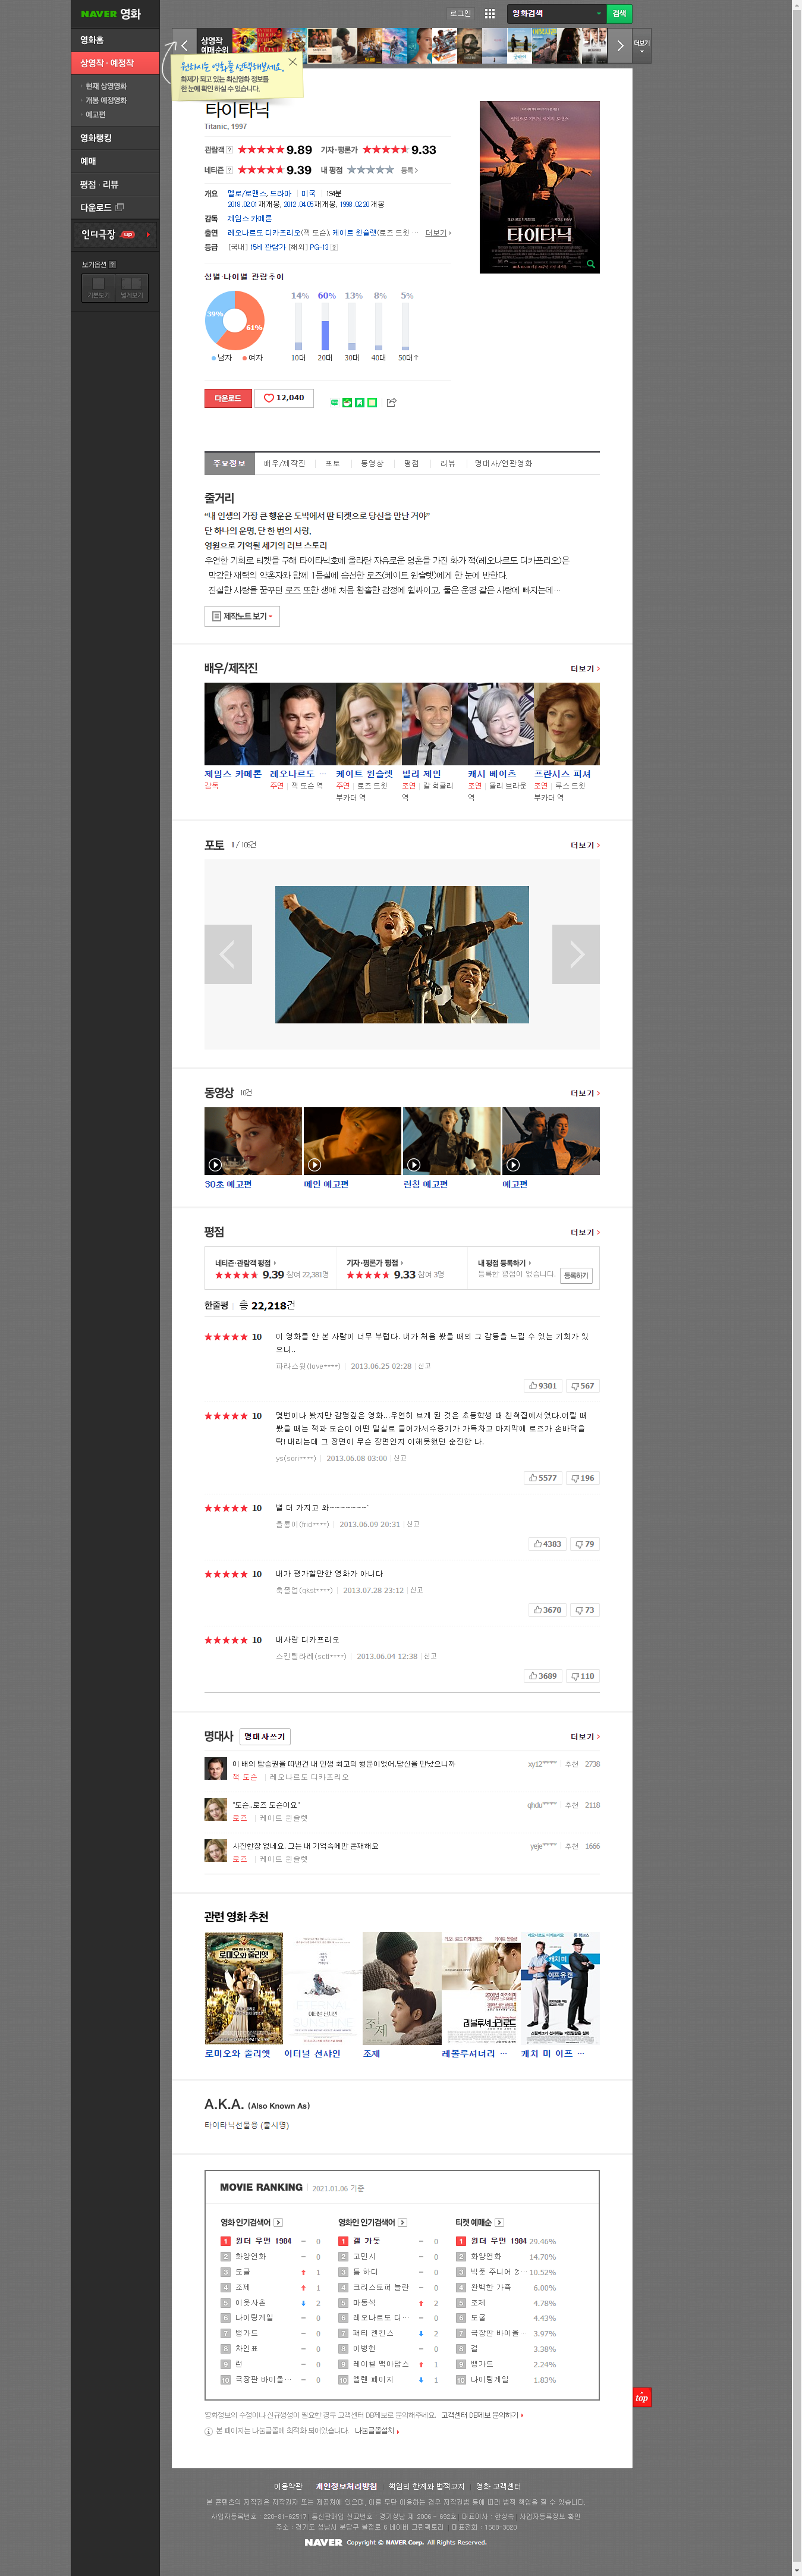 NAVER 영화
로그인
영화검색
검색
영화홈
상영작·예정작
현재 상영영화
개봉 예정영화
예고편
영화랭킹
예매
평점·리뷰
다운로드
인디극장 up
보기옵션 ?
기본보기 넓게보기
상영작
예매순위
더보기
원하시는 영화를 선택해보세요.
화제가 되고 있는 최신영화 정보를
한 눈에 확인 하실 수 있습니다.
타이타닉
Titanic, 1997
관람객 ? 9.89 기자·평론가 9.33
네티즌 ? 9.39 내 평점 등록
개요 멜로/로맨스, 드라마 미국 194분
2018.02.01 재개봉, 2012.04.05 재개봉, 1998.02.20 개봉
감독 제임스 카메론
출연 레오나르도 디카프리오(잭 도슨), 케이트 윈슬렛(로즈 드윗 … 더보기
등급 [국내] 15세 관람가 [해외] PG-13 ?
타이타닉
성별·나이별 관람추이
39%
61%
남자 여자
14% 60% 13% 8% 5%
10대 20대 30대 40대 50대↑
다운로드
12,040
주요정보 배우/제작진 포토 동영상 평점 리뷰 명대사/연관영화
줄거리
“내 인생의 가장 큰 행운은 도박에서 딴 티켓으로 당신을 만난 거야”
단 하나의 운명, 단 한 번의 사랑,
영원으로 기억될 세기의 러브 스토리
우연한 기회로 티켓을 구해 타이타닉호에 올라탄 자유로운 영혼을 가진 화가 잭(레오나르도 디카프리오)은
막강한 재력의 약혼자와 함께 1등실에 승선한 로즈(케이트 윈슬렛)에게 한 눈에 반한다.
진실한 사랑을 꿈꾸던 로즈 또한 생애 처음 황홀한 감정에 휩싸이고, 둘은 운명 같은 사랑에 빠지는데…
제작노트 보기
배우/제작진 더보기
제임스 카메론 레오나르도 … 케이트 윈슬렛 빌리 제인 캐시 베이츠 프란시스 피셔
감독 주연 잭 도슨 역 주연 로즈 드윗 조연 칼 헉클리 조연 몰리 브라운 조연 루스 드윗
부카더 역 역 역 부카더 역
포토 1 / 106건 더보기
동영상 10건 더보기
30초 예고편 메인 예고편 런칭 예고편 예고편
평점 더보기
네티즌·관람객 평점 기자·평론가 평점 내 평점 등록하기
9.39 참여 22,381명 9.33 참여 3명 등록한 평점이 없습니다. 등록하기
한줄평 총 22,218건
10 이 영화를 안 본 사람이 너무 부럽다. 내가 처음 봤을 때의 그 감동을 느낄 수 있는 기회가 있
으니..
파라스윗(love****) 2013.06.25 02:28 신고
9301 567
10 몇번이나 봤지만 감명깊은 영화...우연히 보게 된 것은 초등학생 때 친척집에서였다.어릴 때
봤을 때는 잭과 도슨이 어떤 밀실로 들어가서수증기가 가득차고 마지막에 로즈가 손바닥을
탁! 내리는데 그 장면이 무슨 장면인지 이해못했던 순진한 나.
ys(sori****) 2013.06.08 03:00 신고
5577 196
10 별 더 가지고 와~~~~~~~`
2013.06.09 20:31 신고
4383 79
10 내가 평가할만한 영화가 아니다
2013.07.28 23:12 신고
3670 73
10 내사랑 디카프리오
스칸틸라레(sctl****) 2013.06.04 12:38 신고
3689 110
명대사 명대사쓰기 더보기
이 배의 탑승권을 따낸건 내 인생 최고의 행운이었어.당신을 만났으니까 xy12**** 추천 2738
잭 도슨 레오나르도 디카프리오
"도슨..로즈 도슨이요" qhdu**** 추천 2118
로즈 케이트 윈슬렛
사진한장 없네요. 그는 내 기억속에만 존재해요 yeje**** 추천 1666
로즈 케이트 윈슬렛
관련 영화 추천
로미오와 줄리엣 이터널 선샤인 조제 레볼루셔너리 … 캐치 미 이프 …
A.K.A. (Also Known As)
타이타닉선물용 (출시명)
MOVIE RANKING 2021.01.06 기준
영화 인기검색어 영화인 인기검색어 티켓 예매순
1 원더 우먼 1984 - 0 1 갤 가돗 - 0 1 원더 우먼 1984 29.46%
2 화양연화 - 0 2 고민시 - 0 2 화양연화 14.70%
3 도굴 1 3 톰 하디 - 0 3 빅풋 주니어 2:… 10.52%
4 조제 1 4 크리스토퍼 놀란 - 0 4 완벽한 가족 6.00%
5 이웃사촌 2 5 마동석 2 5 조제 4.78%
6 나이팅게일 - 0 6 레오나르도 디… - 0 6 도굴 4.43%
7 뱅가드 - 0 7 패티 젠킨스 2 7 극장판 바이올… 3.97%
8 차인표 - 0 8 이병헌 - 0 8 걸 3.38%
9 런 - 0 9 레이첼 맥아담스 1 9 뱅가드 2.24%
10 극장판 바이올… - 0 10 엘렌 페이지 1 10 나이팅게일 1.83%
영화정보의 수정이나 신규생성이 필요한 경우 고객센터 DB제보로 문의해주세요. 고객센터 DB제보 문의하기
본 페이지는 나눔글꼴에 최적화 되어있습니다. 나눔글꼴설치
top
이용약관 개인정보처리방침 책임의 한계와 법적고지 영화 고객센터
본 콘텐츠의 저작권은 저작권자 또는 제공처에 있으며, 이를 무단 이용하는 경우 저작권법 등에 따라 법적 책임을 질 수 있습니다.
사업자등록번호 : 220-81-62517 통신판매업 신고번호 : 경기성남 제 2006 - 692호 대표이사 : 한성숙 사업자등록정보 확인
주소 : 경기도 성남시 분당구 불정로 6 네이버 그린팩토리 대표전화 : 1588-3820
NAVER Copyright © NAVER Corp. All Rights Reserved.